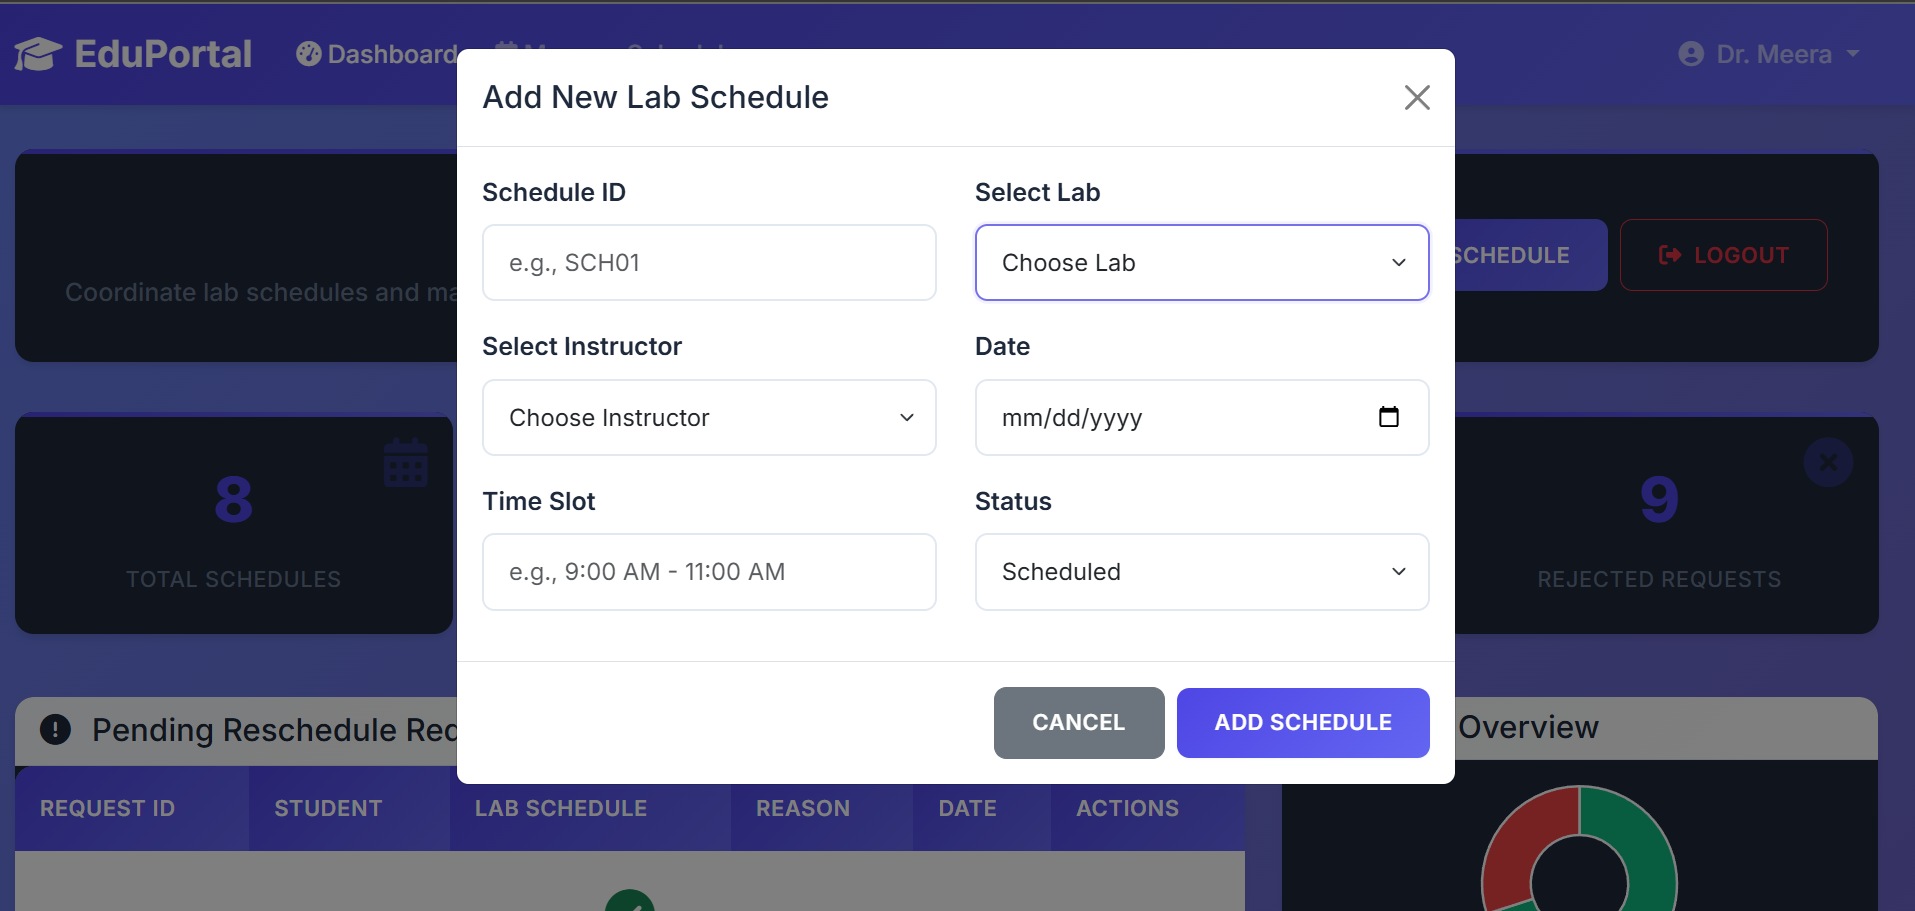 EduPortal
Dashboard
Dr. Meera
Add New Lab Schedule
Schedule ID
Select Lab
e.g., SCH01
Choose Lab
SCHEDULE
LOGOUT
Coordinate lab schedules and
Select Instructor
Date
Choose Instructor
mm/dd/yyyy
8
TOTAL SCHEDULES
9
REJECTED REQUESTS
Time Slot
Status
e.g., 9:00 AM - 11:00 AM
Scheduled
CANCEL
ADD SCHEDULE
Pending Reschedule
Overview
REQUEST ID
STUDENT
LAB SCHEDULE
REASON
DATE
ACTIONS